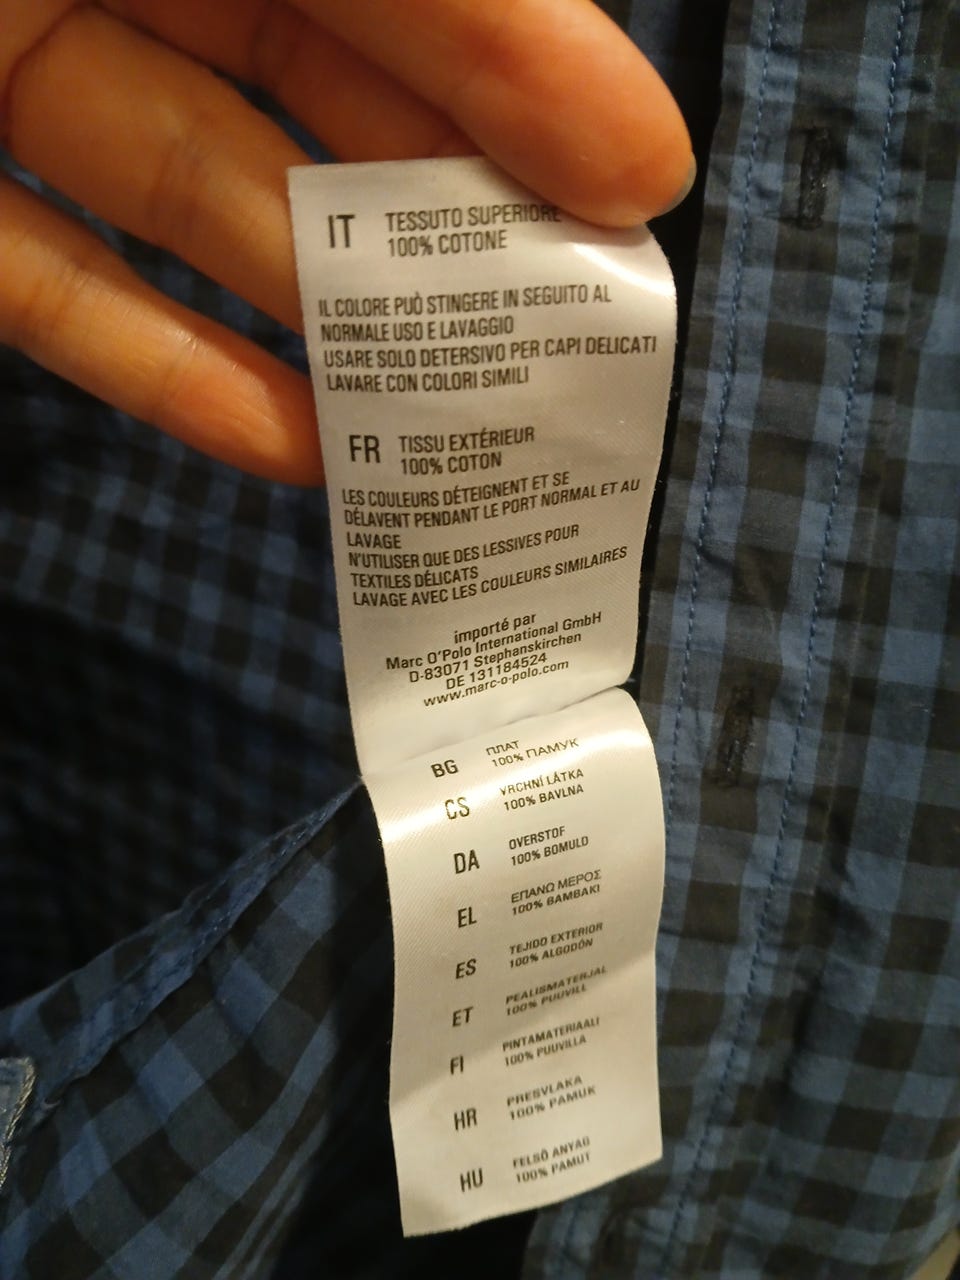 IT TESSUTO SUPERIORE
100% COTONE
IL COLORE PUÒ STINGERE IN SEGUITO AL
NORMALE USO E LAVAGGIO
USARE SOLO DETERSIVO PER CAPI DELICATI
LAVARE CON COLORI SIMILI
FR TISSU EXTÉRIEUR
100% COTON
LES COULEURS DÉTEIGNENT ET SE
DÉLAVENT PENDANT LE PORT NORMAL ET AU
LAVAGE
N'UTILISER QUE DES LESSIVES POUR
TEXTILES DÉLICATS
LAVAGE AVEC LES COULEURS SIMILAIRES
importé par
Marc O'Polo International GmbH
D-83071 Stephanskirchen
DE 131184524
www.marc-o-polo.com
BG ПЛАТ
100% ПАМУК
CS VRCHNÍ LÁTKA
100% BAVLNA
DA OVERSTOF
100% BOMULD
EL ΕΠΑΝΩ ΜΕΡΟΣ
100% ΒΑΜΒΑΚΙ
ES TEJIDO EXTERIOR
100% ALGODÓN
ET PEALISMATERJAL
100% PUUVILL
FI PINTAMATERIAALI
100% PUUVILLA
HR PRESVLAKA
100% PAMUK
HU FELSŐ ANYAG
100% PAMUT